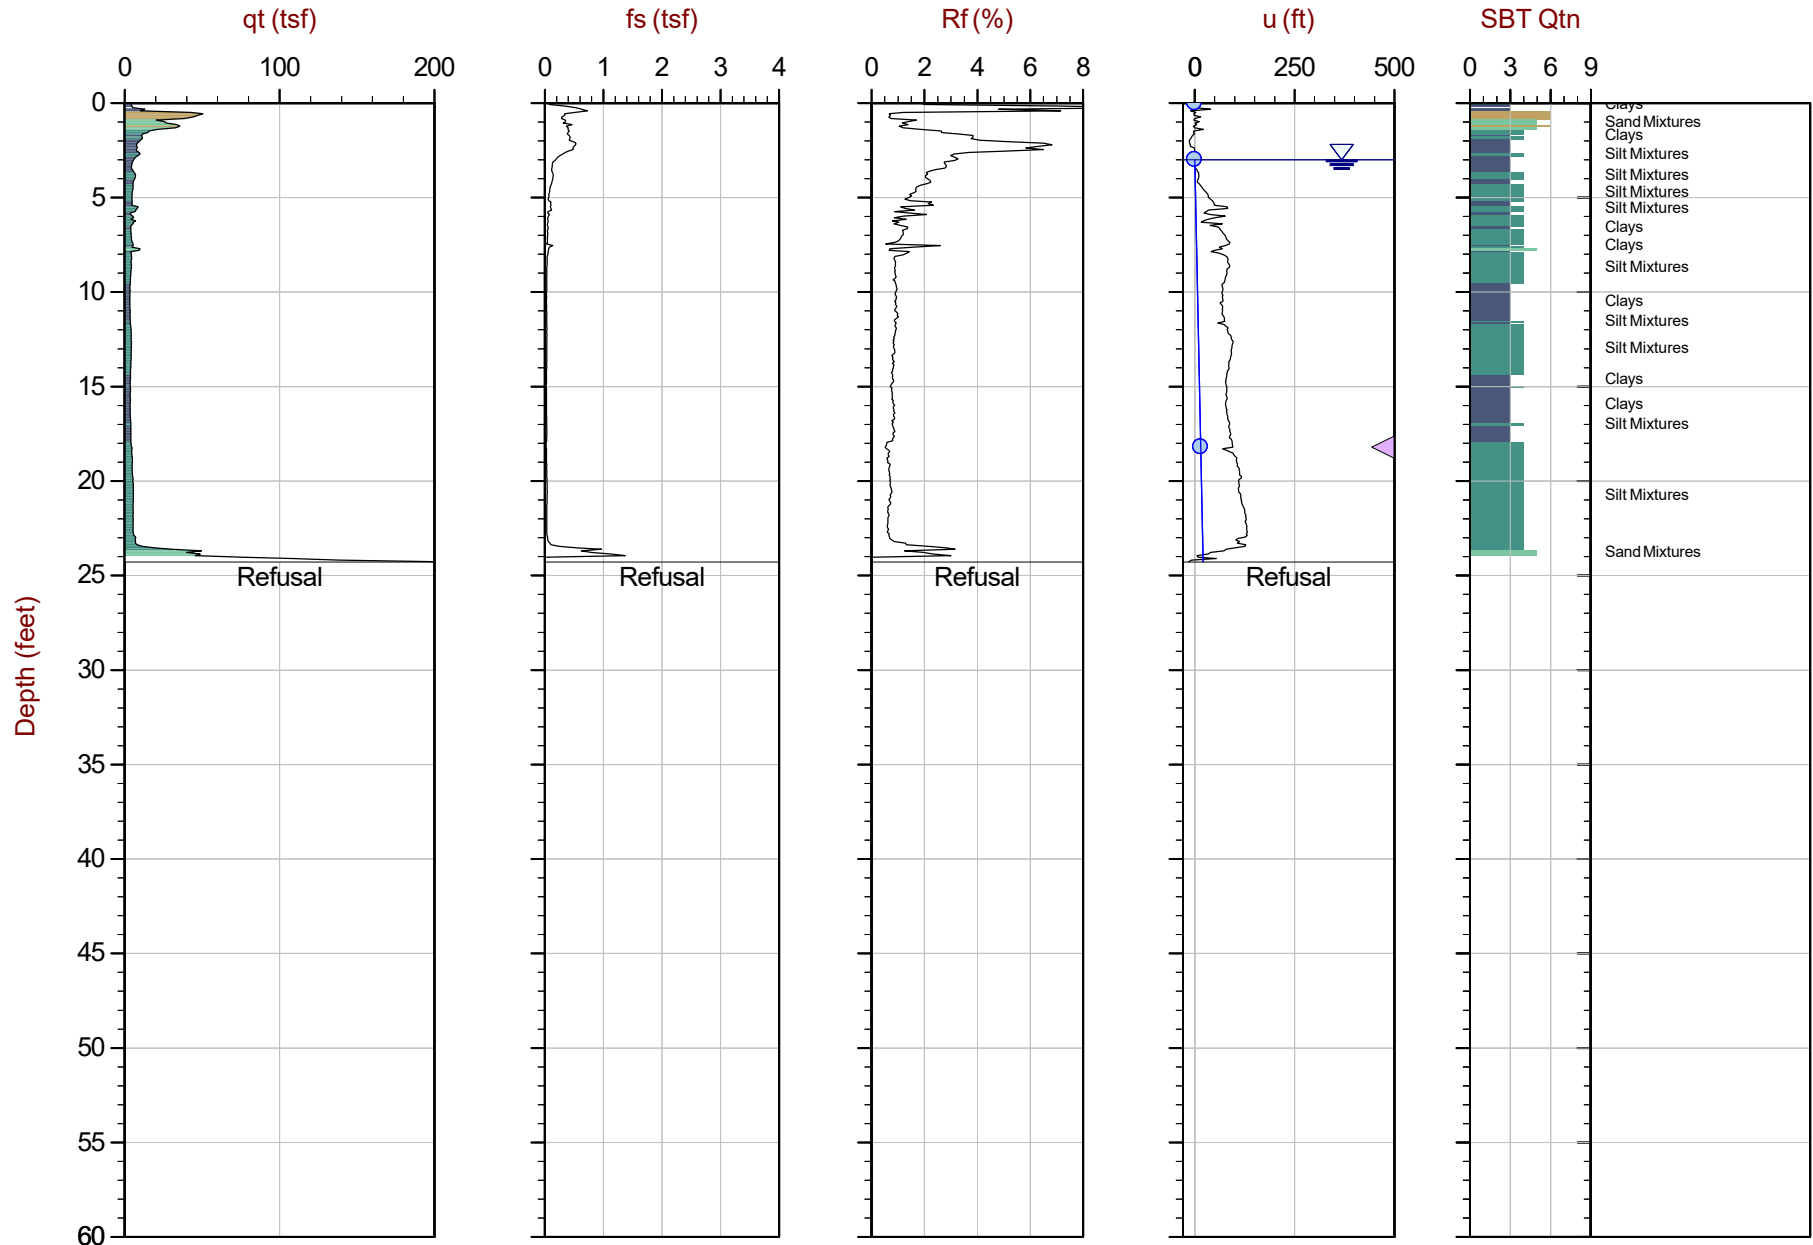 qt (tsf)
fs (tsf)
Rf (%)
u (ft)
SBT Qtn
0 100 200
0 1 2 3 4
0 2 4 6 8
0 250 500
0 3 6 9
Depth (feet)
0
5
10
15
20
25
30
35
40
45
50
55
60
Refusal
Refusal
Refusal
Refusal
Clays
Sand Mixtures
Clays
Silt Mixtures
Silt Mixtures
Silt Mixtures
Silt Mixtures
Clays
Clays
Silt Mixtures
Clays
Silt Mixtures
Silt Mixtures
Clays
Clays
Silt Mixtures
Silt Mixtures
Sand Mixtures